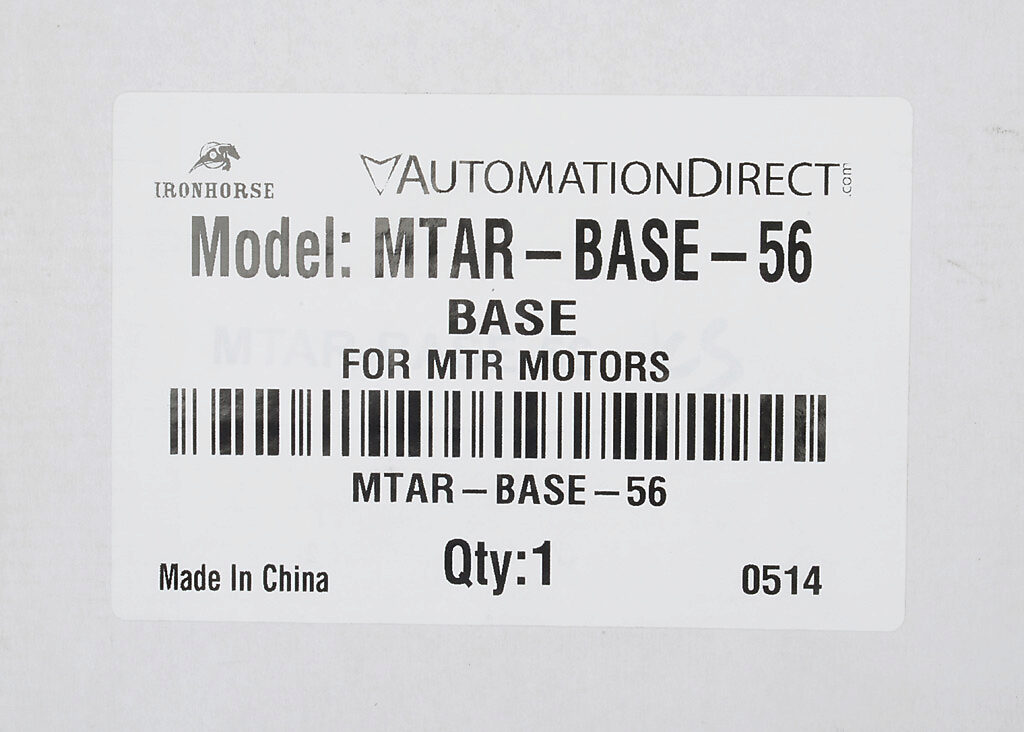 IRONHORSE
AUTOMATIONDIRECT.com
Model: MTAR-BASE-56
BASE
FOR MTR MOTORS
MTAR-BASE-56
Qty:1
Made In China
0514